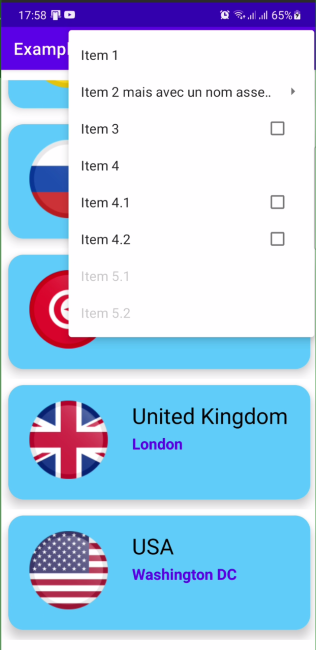 17:58
65%
Exampl
Item 1
Item 2 mais avec un nom asse..
Item 3
Item 4
Item 4.1
Item 4.2
Item 5.1
Item 5.2
United Kingdom
London
USA
Washington DC